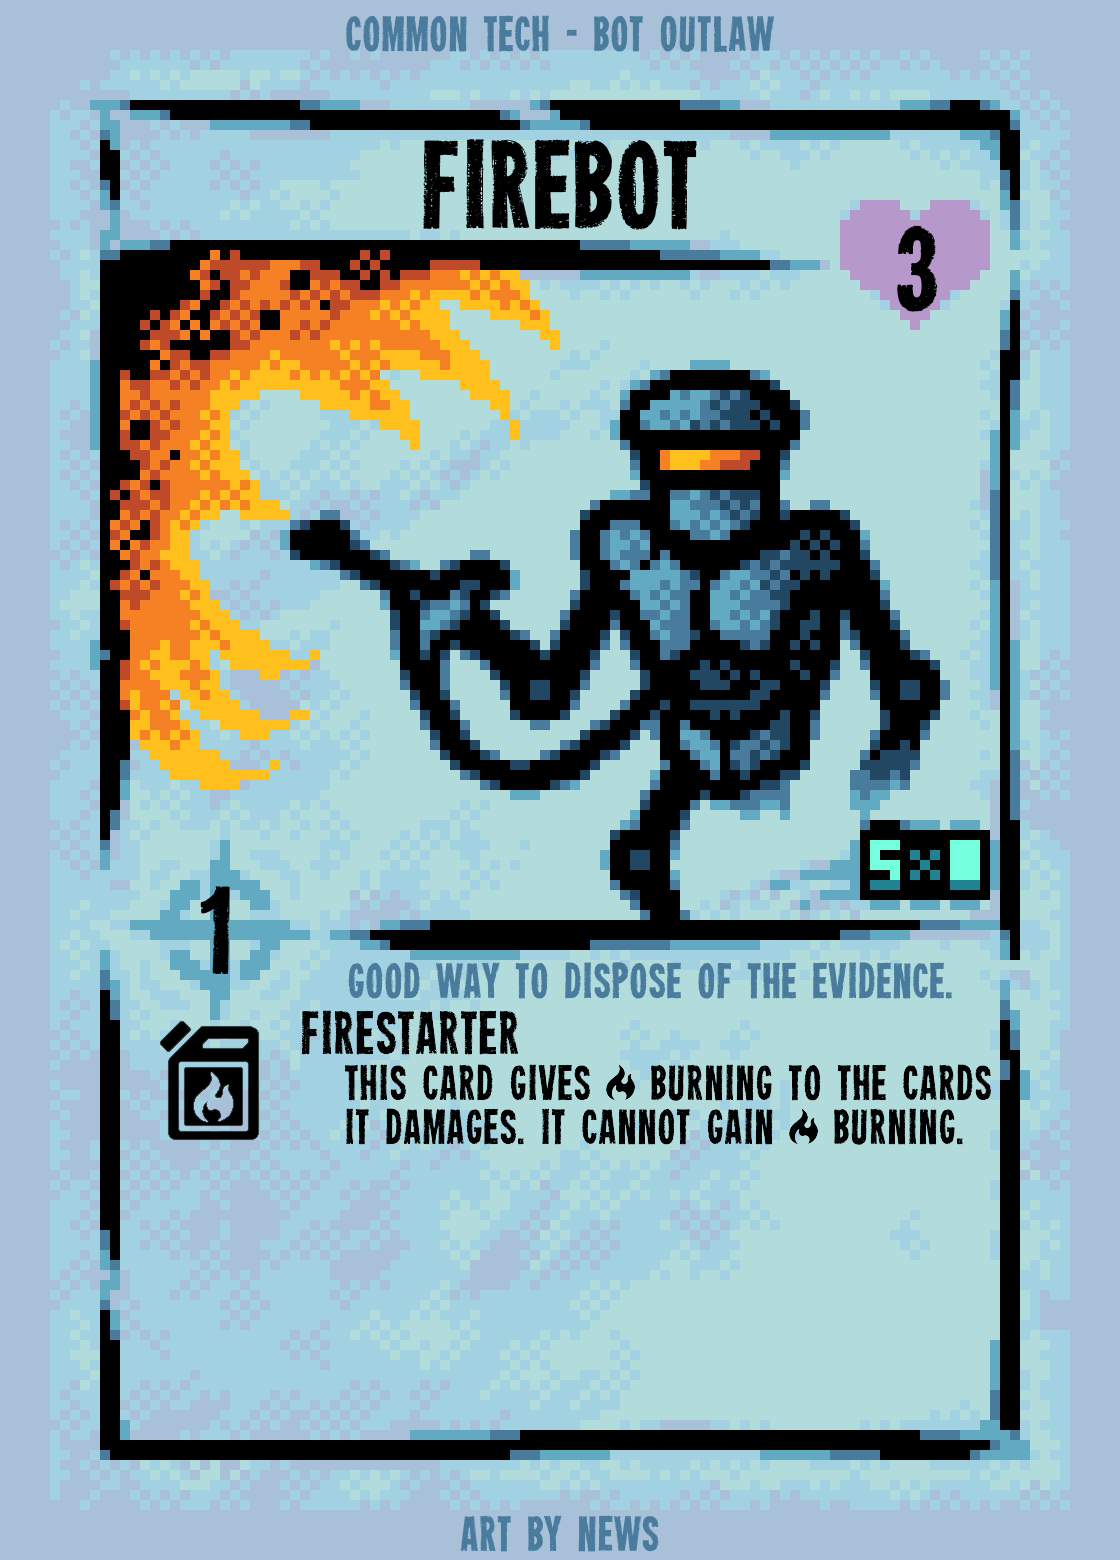 COMMON TECH - BOT OUTLAW
FIREBOT
3
5x
1
GOOD WAY TO DISPOSE OF THE EVIDENCE.
FIRESTARTER
THIS CARD GIVES BURNING TO THE CARDS
IT DAMAGES. IT CANNOT GAIN BURNING.
ART BY NEWS